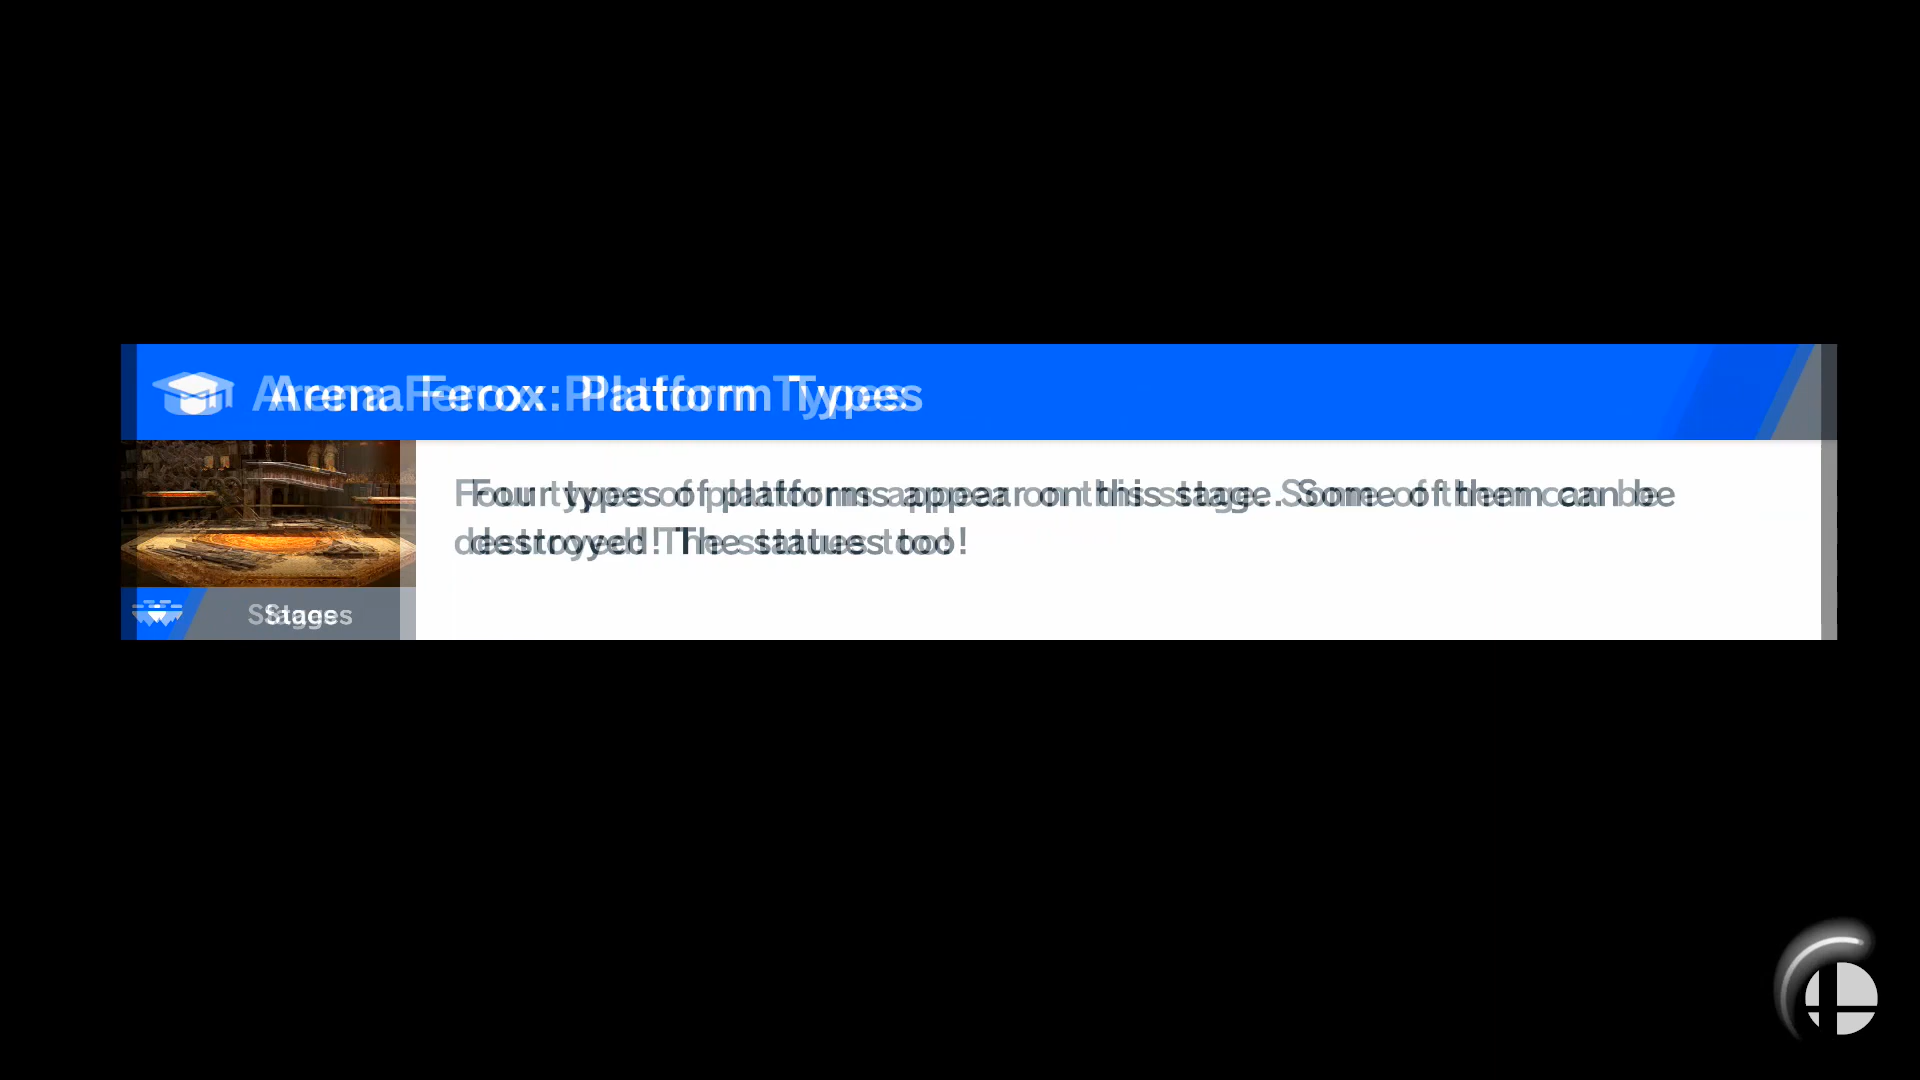 Arena Ferox: Platform Types
Four types of platforms appear on this stage. Some of them can be
destroyed! The statues too!
Stages